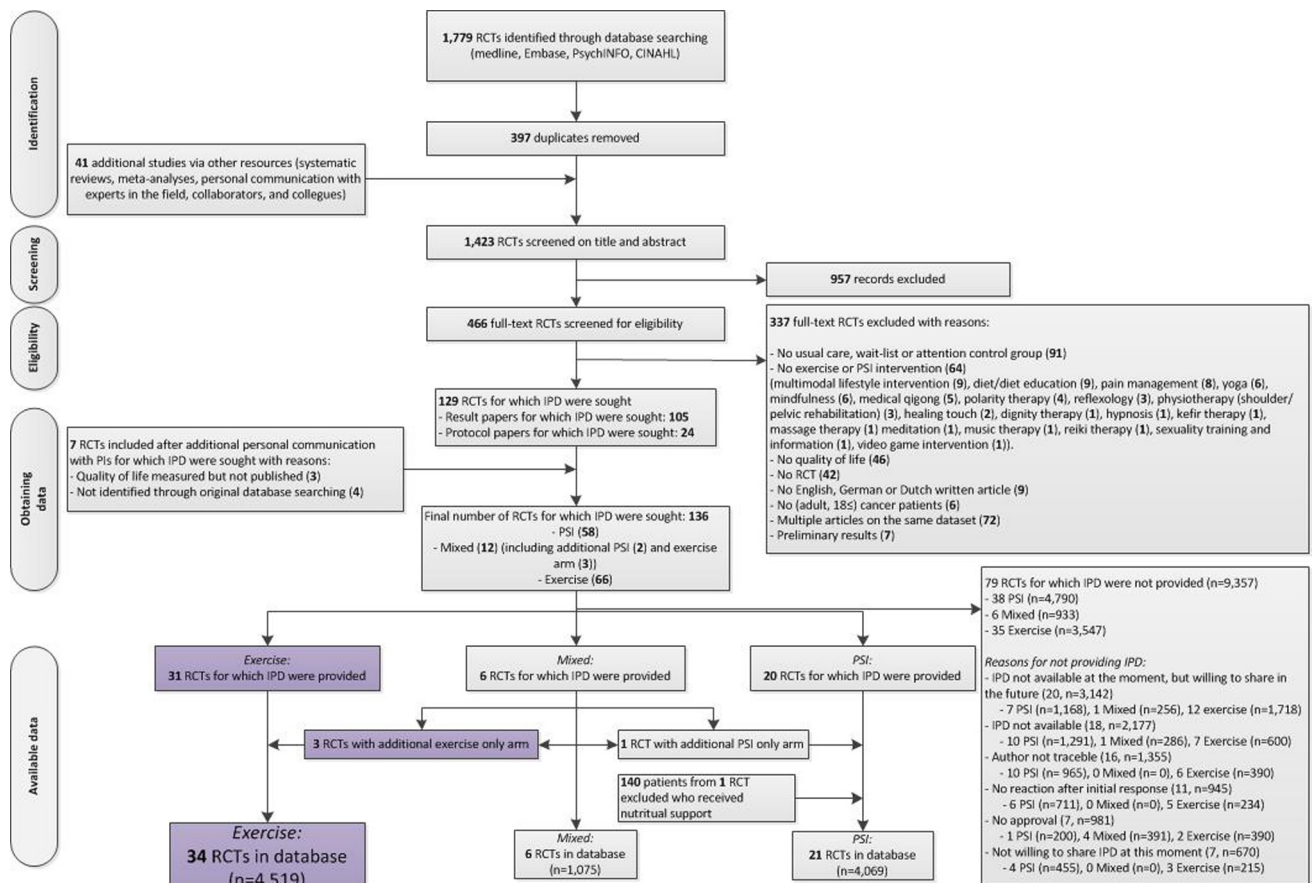 Identification
1,779 RCTs identified through database searching
(medline, Embase, PsychINFO, CINAHL)
397 duplicates removed
41 additional studies via other resources (systematic
reviews, meta-analyses, personal communication with
experts in the field, collaborators, and collegues)
Screening
1,423 RCTs screened on title and abstract
957 records excluded
Eligibility
466 full-text RCTs screened for eligibility
337 full-text RCTs excluded with reasons:
- No usual care, wait-list or attention control group (91)
- No exercise or PSI intervention (64)
(multimodal lifestyle intervention (9), diet/diet education (9), pain management (8), yoga (6),
mindfulness (6), medical qigong (5), polarity therapy (4), reflexology (3), physiotherapy (shoulder/
pelvic rehabilitation) (3), healing touch (2), dignity therapy (1), hypnosis (1), kefir therapy (1),
massage therapy (1) meditation (1), music therapy (1), reiki therapy (1), sexuality training and
information (1), video game intervention (1)).
- No quality of life (46)
- No RCT (42)
- No English, German or Dutch written article (9)
- No (adult, 18≤) cancer patients (6)
- Multiple articles on the same dataset (72)
- Preliminary results (7)
Obtaining
data
129 RCTs for which IPD were sought
- Result papers for which IPD were sought: 105
- Protocol papers for which IPD were sought: 24
7 RCTs included after additional personal communication
with PIs for which IPD were sought with reasons:
- Quality of life measured but not published (3)
- Not identified through original database searching (4)
Final number of RCTs for which IPD were sought: 136
- PSI (58)
- Mixed (12) (including additional PSI (2) and exercise
arm (3))
- Exercise (66)
79 RCTs for which IPD were not provided (n=9,357)
- 38 PSI (n=4,790)
- 6 Mixed (n=933)
- 35 Exercise (n=3,547)
Reasons for not providing IPD:
- IPD not available at the moment, but willing to share in
the future (20, n=3,142)
- 7 PSI (n=1,168), 1 Mixed (n=256), 12 exercise (n=1,718)
- IPD not available (18, n=2,177)
- 10 PSI (n=1,291), 1 Mixed (n=286), 7 Exercise (n=600)
- Author not traceble (16, n=1,355)
- 10 PSI (n= 965), 0 Mixed (n= 0), 6 Exercise (n=390)
- No reaction after initial response (11, n=945)
- 6 PSI (n=711), 0 Mixed (n=0), 5 Exercise (n=234)
- No approval (7, n=981)
- 1 PSI (n=200), 4 Mixed (n=391), 2 Exercise (n=390)
- Not willing to share IPD at this moment (7, n=670)
- 4 PSI (n=455), 0 Mixed (n=0), 3 Exercise (n=215)
Available data
Exercise:
31 RCTs for which IPD were provided
Mixed:
6 RCTs for which IPD were provided
PSI:
20 RCTs for which IPD were provided
3 RCTs with additional exercise only arm
1 RCT with additional PSI only arm
140 patients from 1 RCT
excluded who received
nutritual support
Exercise:
34 RCTs in database
(n=4,519)
Mixed:
6 RCTs in database
(n=1,075)
PSI:
21 RCTs in database
(n=4,069)